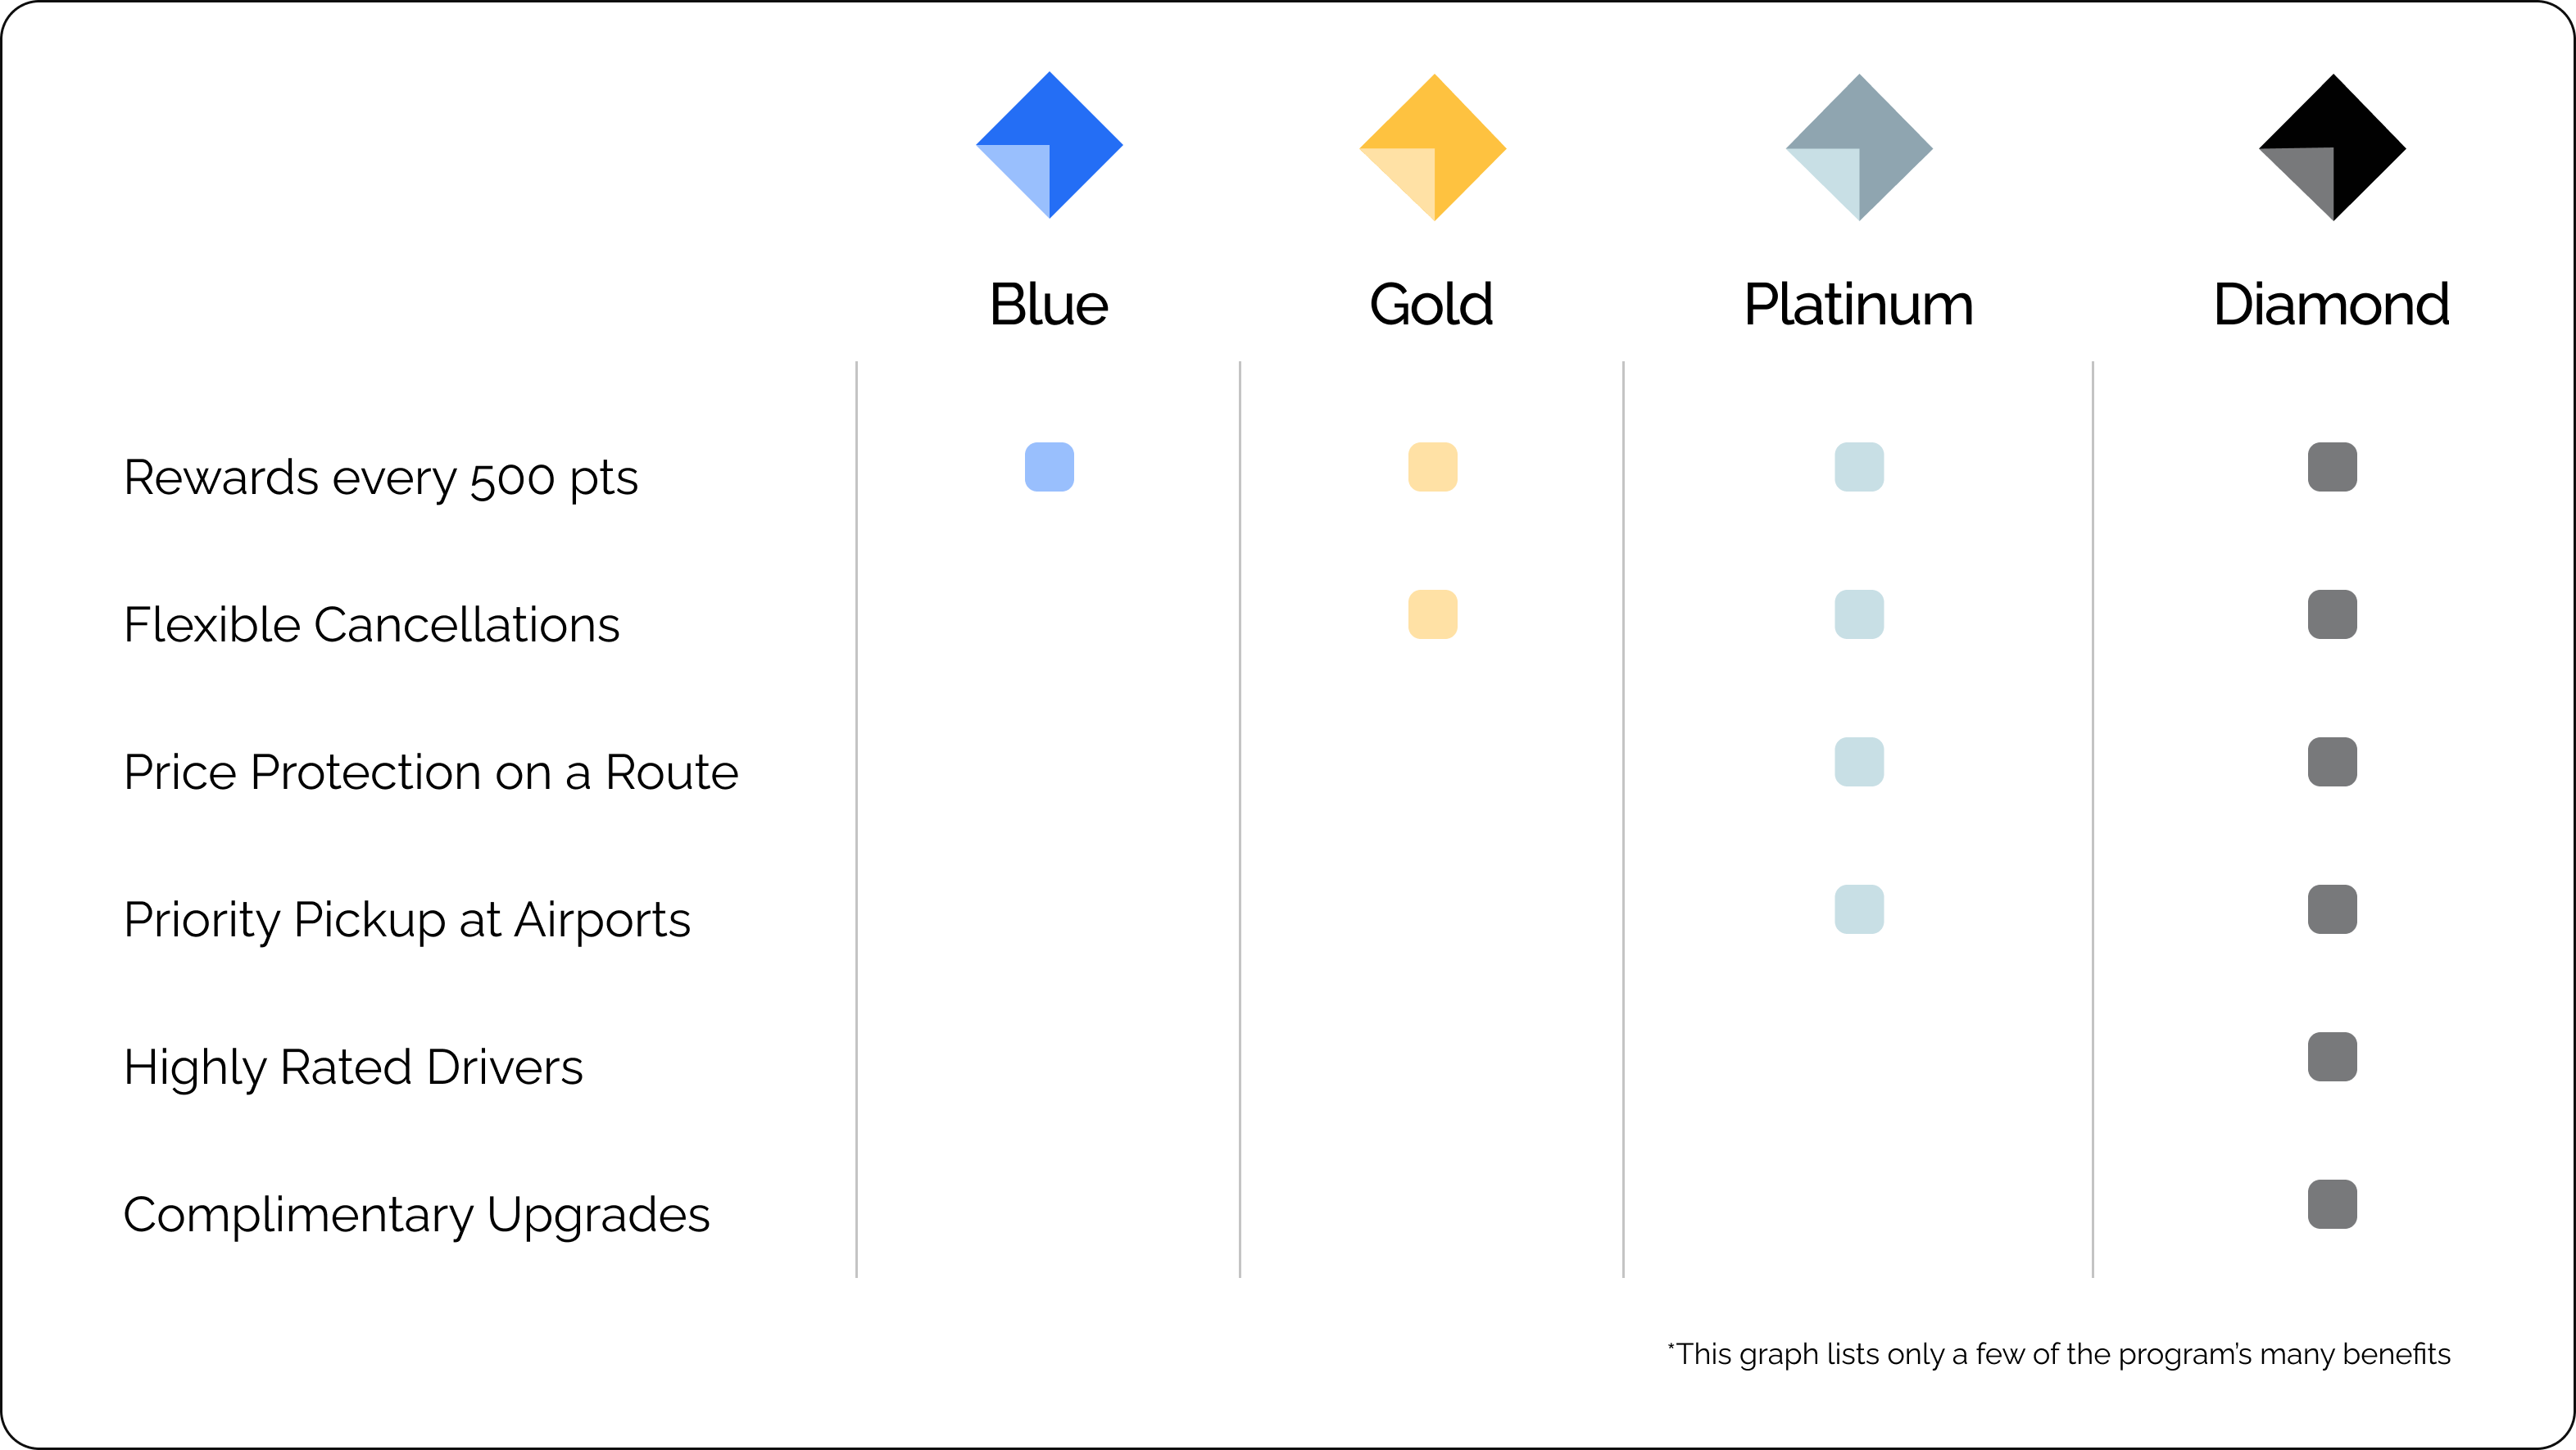 Blue
Gold
Platinum
Diamond
Rewards every 500 pts
Flexible Cancellations
Price Protection on a Route
Priority Pickup at Airports
Highly Rated Drivers
Complimentary Upgrades
*This graph lists only a few of the program’s many benefits